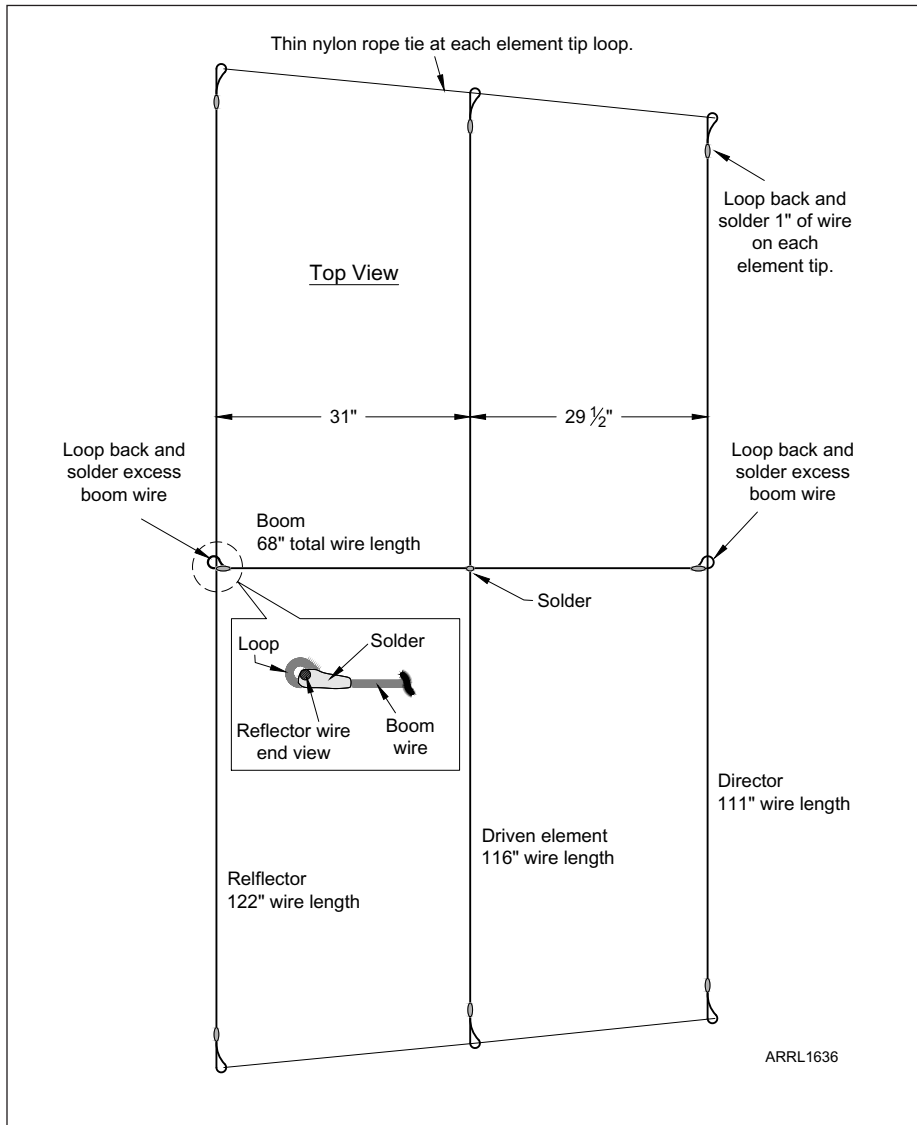 Thin nylon rope tie at each element tip loop.
Loop back and
solder 1" of wire
on each
element tip.
Top View
31"
29 ½"
Loop back and
solder excess
boom wire
Loop back and
solder excess
boom wire
Boom
68" total wire length
Solder
Loop
Solder
Reflector wire
end view
Boom
wire
Director
111" wire length
Driven element
116" wire length
Relflector
122" wire length
ARRL1636